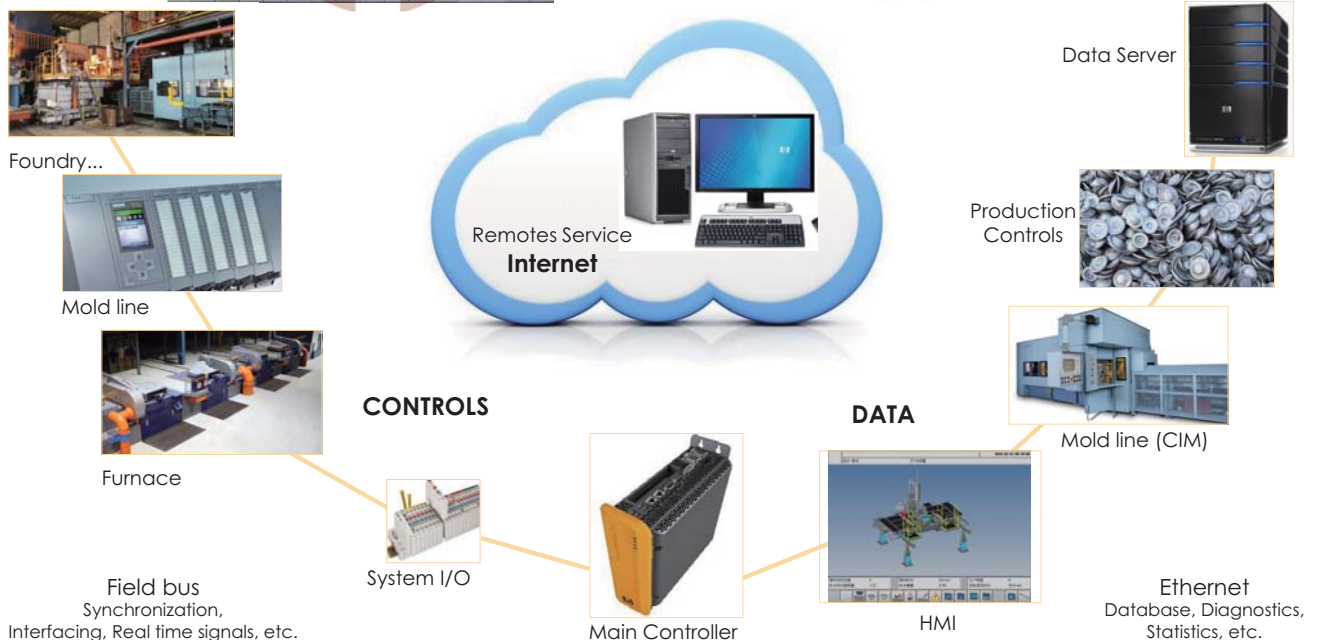 Data Server
Foundry...
Production
Controls
Remotes Service
Internet
Mold line
CONTROLS
DATA
Mold line (CIM)
Furnace
System I/O
Field bus
Synchronization,
Interfacing, Real time signals, etc.
Main Controller
HMI
Ethernet
Database, Diagnostics,
Statistics, etc.